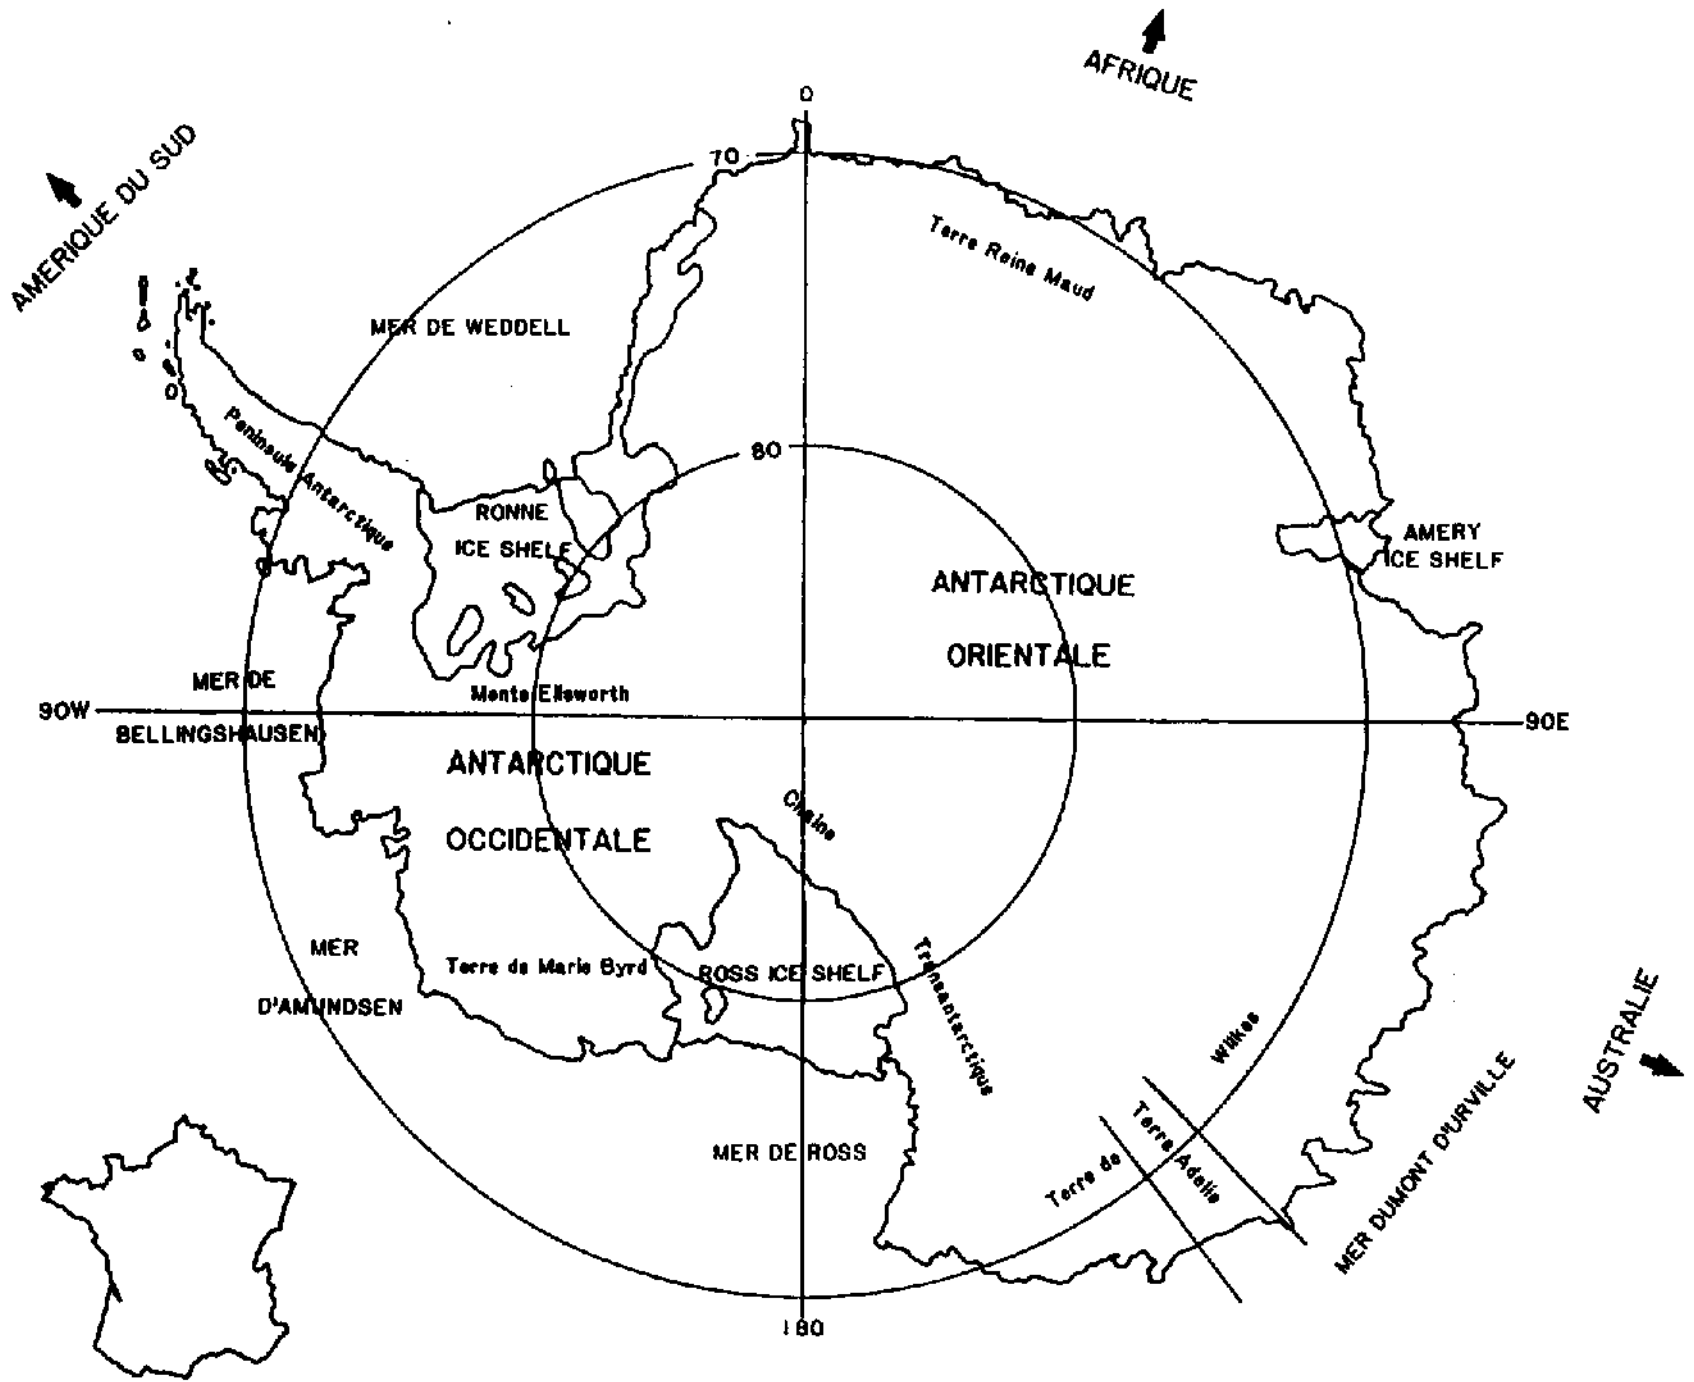 AFRIQUE
0
70
AMERIQUE DU SUD
Terre Reine Maud
MER DE WEDDELL
Peninsule Antarctique
80
RONNE
ICE SHELF
AMERY
ICE SHELF
ANTARCTIQUE
ORIENTALE
MER DE
BELLINGSHAUSEN
Monts Ellsworth
90W
90E
ANTARCTIQUE
OCCIDENTALE
Chaine
Transantarctique
MER
D'AMUNDSEN
Terre de Marie Byrd
ROSS ICE SHELF
Wilkes
Terre de
Terre Adelie
AUSTRALIE
MER DUMONT D'URVILLE
MER DE ROSS
180